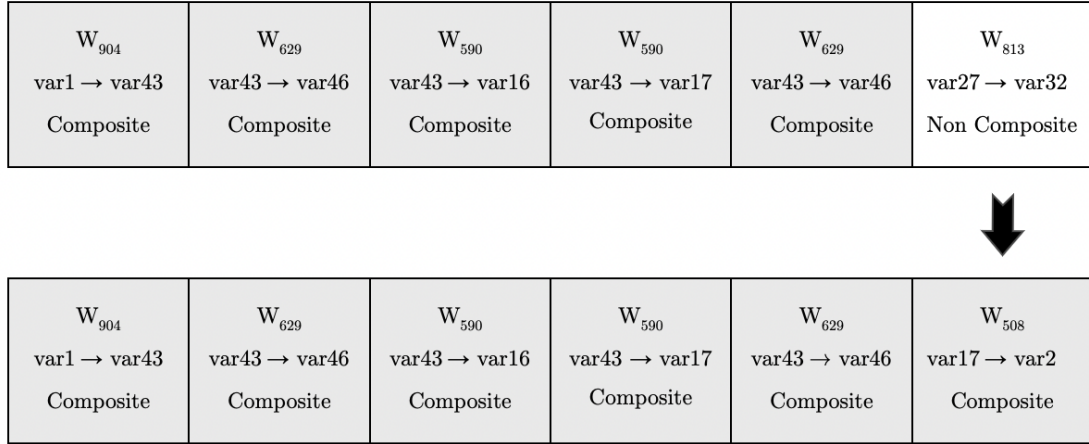 W₉₀₄ W₆₂₉ W₅₉₀ W₅₉₀ W₆₂₉ W₈₁₃
var1 → var43 var43 → var46 var43 → var16 var43 → var17 var43 → var46 var27 → var32
Composite Composite Composite Composite Composite Non Composite
W₉₀₄ W₆₂₉ W₅₉₀ W₅₉₀ W₆₂₉ W₅₀₈
var1 → var43 var43 → var46 var43 → var16 var43 → var17 var43 → var46 var17 → var2
Composite Composite Composite Composite Composite Composite